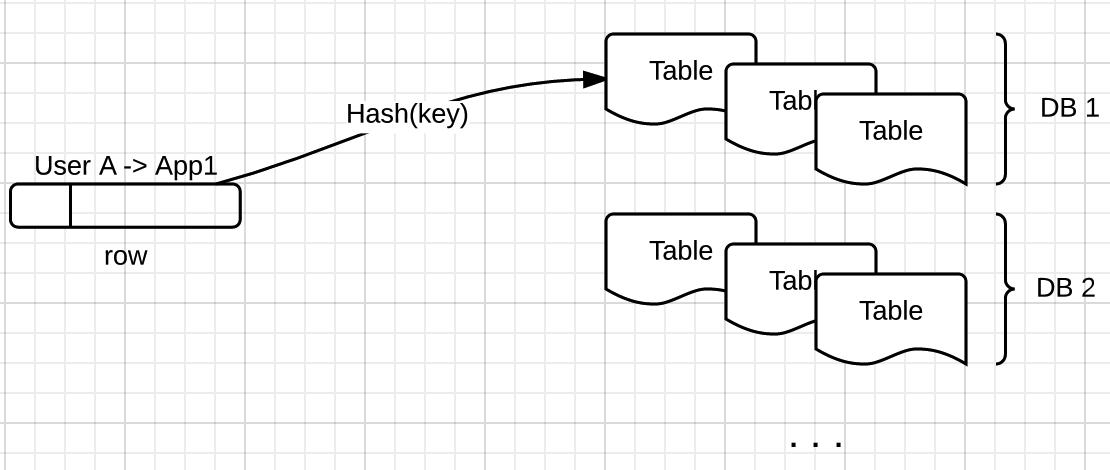 Table
Table
Table
DB 1
Hash(key)
User A -> App1
row
Table
Table
Table
DB 2
. . .